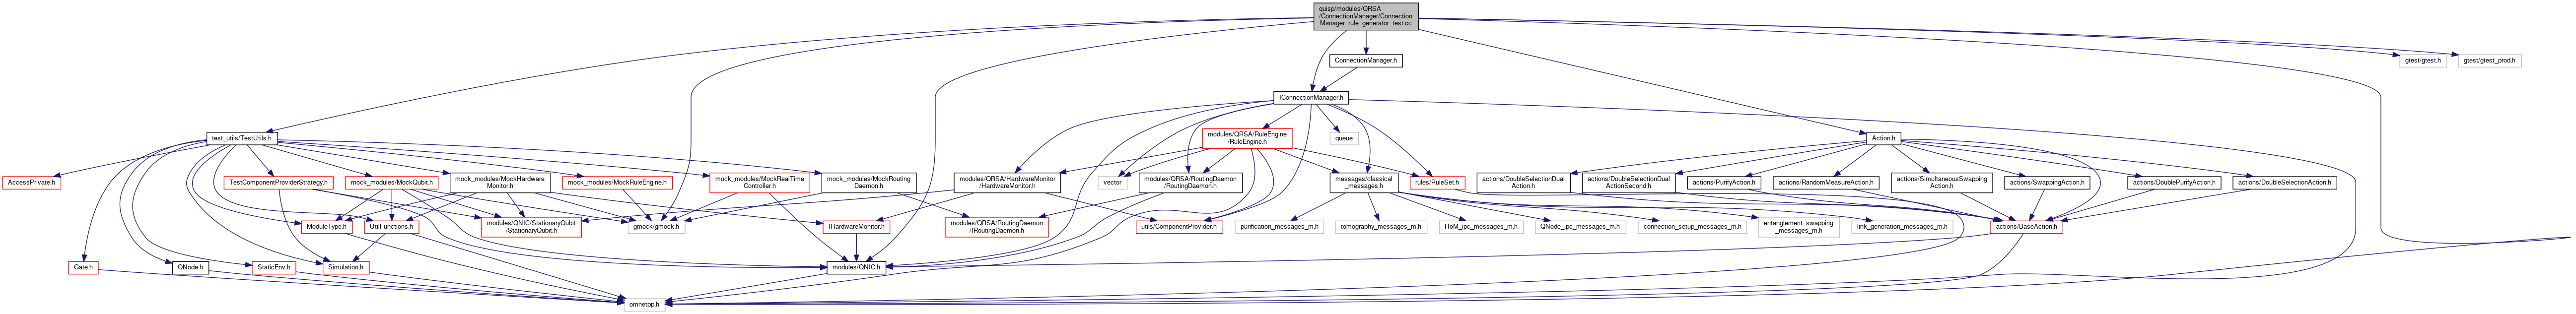 quisp/modules/QRSA
/ConnectionManager/Connection
Manager_rule_generator_test.cc
ConnectionManager.h
gtest/gtest.h
gtest/gtest_prod.h
IConnectionManager.h
test_utils/TestUtils.h
modules/QRSA/RuleEngine
/RuleEngine.h
queue
Action.h
AccessPrivate.h
TestComponentProviderStrategy.h
mock_modules/MockQubit.h
mock_modules/MockHardware
Monitor.h
mock_modules/MockRuleEngine.h
mock_modules/MockRealTime
Controller.h
mock_modules/MockRouting
Daemon.h
modules/QRSA/HardwareMonitor
/HardwareMonitor.h
vector
modules/QRSA/RoutingDaemon
/RoutingDaemon.h
messages/classical
_messages.h
rules/RuleSet.h
actions/DoubleSelectionDual
Action.h
actions/DoubleSelectionDual
ActionSecond.h
actions/PurifyAction.h
actions/RandomMeasureAction.h
actions/SimultaneousSwapping
Action.h
actions/SwappingAction.h
actions/DoublePurifyAction.h
actions/DoubleSelectionAction.h
ModuleType.h
UtilFunctions.h
modules/QNIC/StationaryQubit
/StationaryQubit.h
gmock/gmock.h
IHardwareMonitor.h
modules/QRSA/RoutingDaemon
/IRoutingDaemon.h
utils/ComponentProvider.h
purification_messages_m.h
tomography_messages_m.h
HoM_ipc_messages_m.h
QNode_ipc_messages_m.h
connection_setup_messages_m.h
entanglement_swapping
_messages_m.h
link_generation_messages_m.h
actions/BaseAction.h
Gate.h
QNode.h
StaticEnv.h
Simulation.h
modules/QNIC.h
omnetpp.h